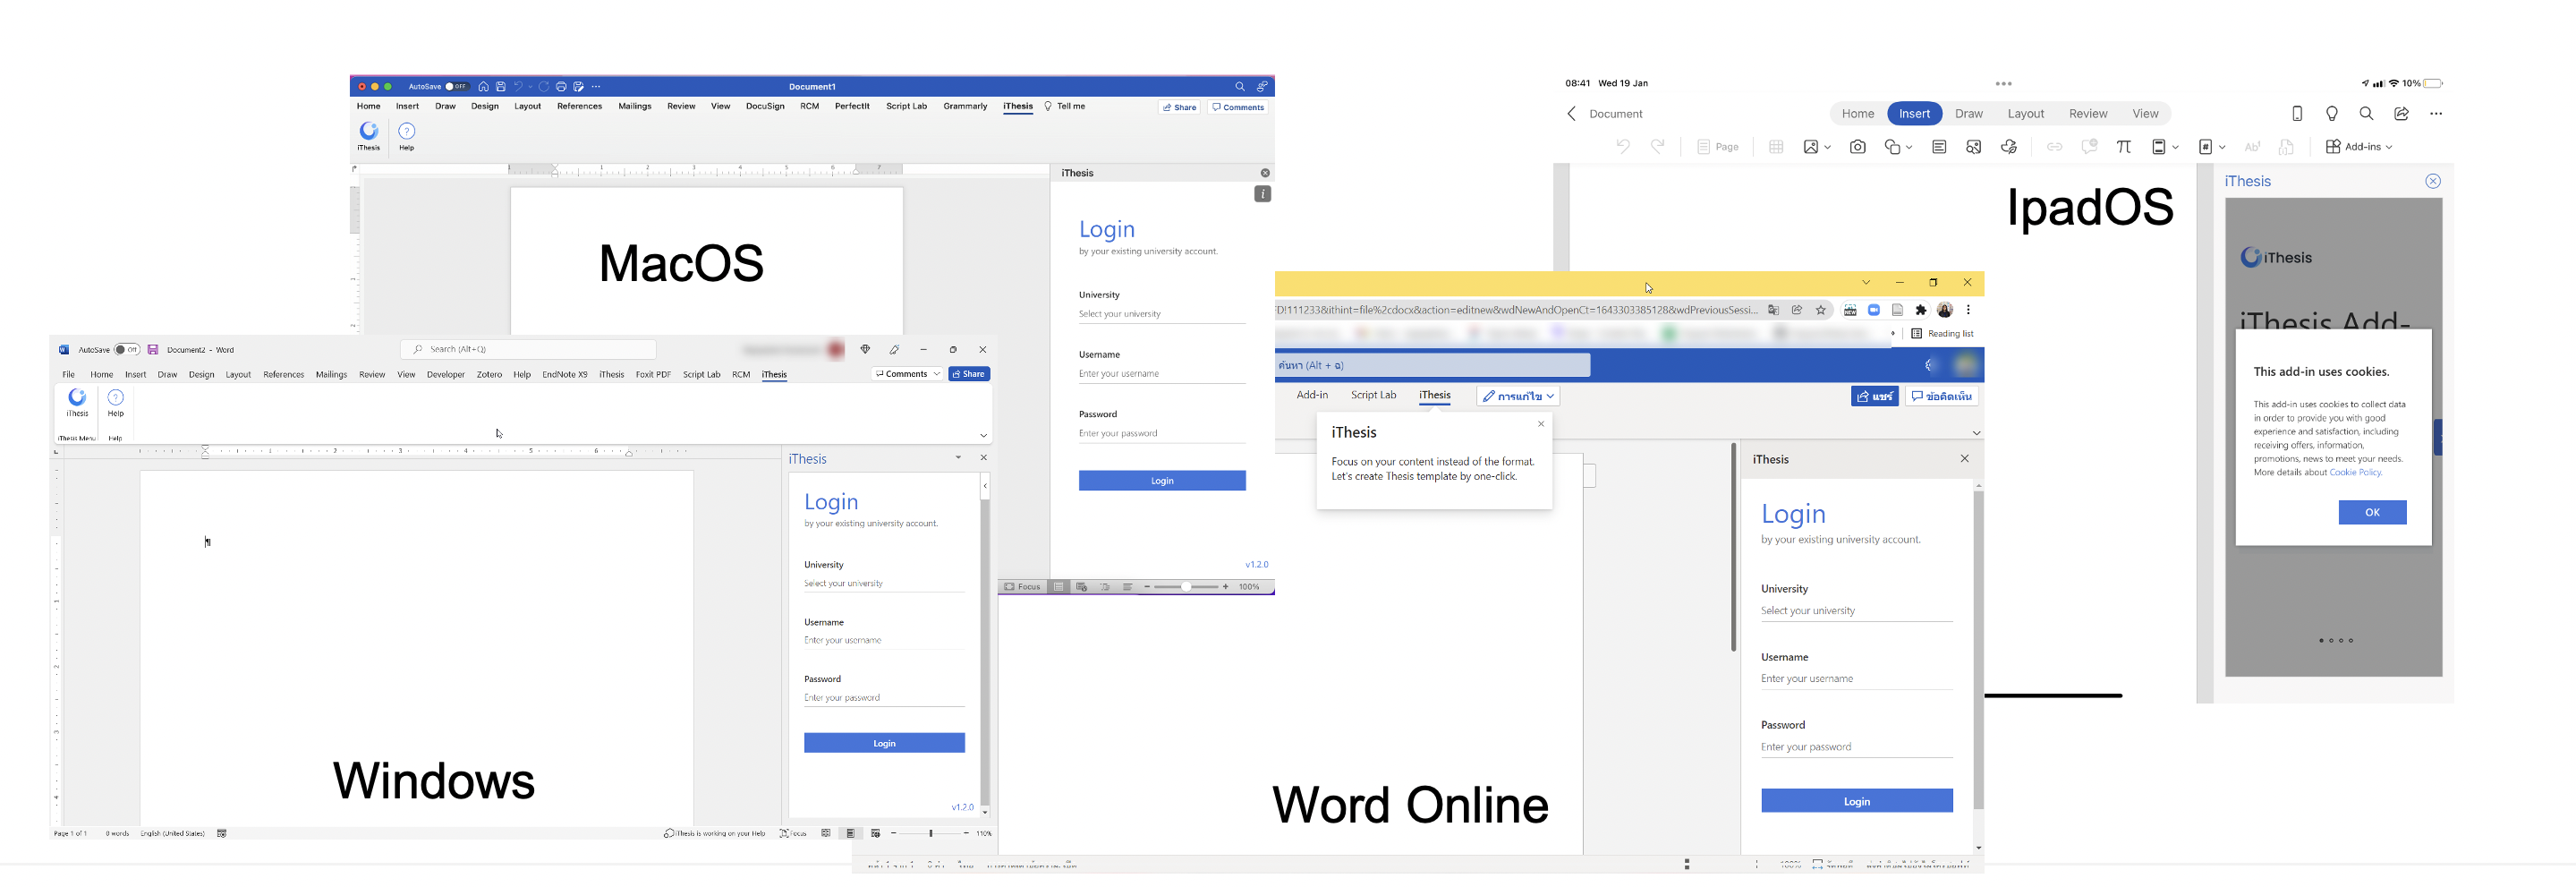 AutoSave OFF
Document1
Home Insert Draw Design Layout References Mailings Review View DocuSign RCM PerfectIt Script Lab Grammarly iThesis Tell me
Share Comments
iThesis Help
iThesis
Login
by your existing university account.
University
Select your university
Username
Enter your username
Password
Enter your password
Login
v1.2.0
Focus 100%
MacOS
08:41 Wed 19 Jan
10%
Document
Home Insert Draw Layout Review View
Page
Add-ins
IpadOS
iThesis
iThesis
iThesis Add-
This add-in uses cookies.
This add-in uses cookies to collect data
in order to provide you with good
experience and satisfaction, including
receiving offers, information,
promotions, news to meet your needs.
More details about Cookie Policy.
OK
AutoSave Off Document2 - Word
Search (Alt+Q)
File Home Insert Draw Design Layout References Mailings Review View Developer Zotero Help EndNote X9 iThesis Foxit PDF Script Lab RCM iThesis
Comments Share
iThesis Help
iThesis Menu Help
iThesis
Login
by your existing university account.
University
Select your university
Username
Enter your username
Password
Enter your password
Login
v1.2.0
Windows
Page 1 of 1 0 words English (United States)
iThesis is working on your Help Focus 110%
FD!111233&ithint=file%2cdocx&action=editnew&wdNewAndOpenCt=1643303385128&wdPreviousSessi...
Reading list
ค้นหา (Alt + ฉ)
Add-in Script Lab iThesis การแก้ไข
แชร์ ข้อคิดเห็น
iThesis
Focus on your content instead of the format.
Let's create Thesis template by one-click.
iThesis
Login
by your existing university account.
University
Select your university
Username
Enter your username
Password
Enter your password
Login
Word Online